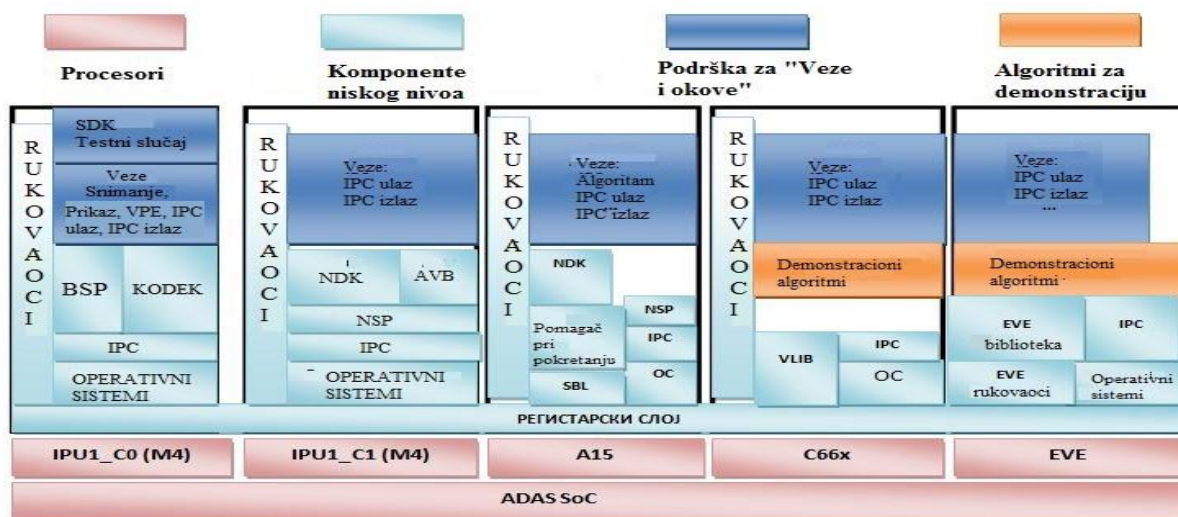 Procesori
Komponente
niskog nivoa
Podrška za "Veze
i okove"
Algoritmi za
demonstraciju
RUKOVAOCI
SDK
Testni slučaj
Veze
Snimanje,
Prikaz, VPE, IPC
ulaz, IPC izlaz
BSP
KODEK
IPC
OPERATIVNI
SISTEMI
RUKOVAOCI
Veze:
IPC ulaz
IPC izlaz
NDK
AVB
NSP
IPC
OPERATIVNI
SISTEMI
RUKOVAOCI
Veze:
Algoritam
IPC ulaz
IPC izlaz
NDK
NSP
Pomagač
pri
pokretanju
IPC
SBL
ОС
RUKOVAOCI
Veze:
IPC ulaz
IPC izlaz
Demonstracioni
algoritmi
VLIB
IPC
ОС
Veze:
IPC ulaz
IPC izlaz
...
Demonstracioni
algoritmi
EVE
biblioteka
IPC
EVE
rukovaoci
Operativni
sistemi
РЕГИСТАРСКИ СЛОЈ
IPU1_C0 (M4)
IPU1_C1 (M4)
A15
C66x
EVE
ADAS SoC